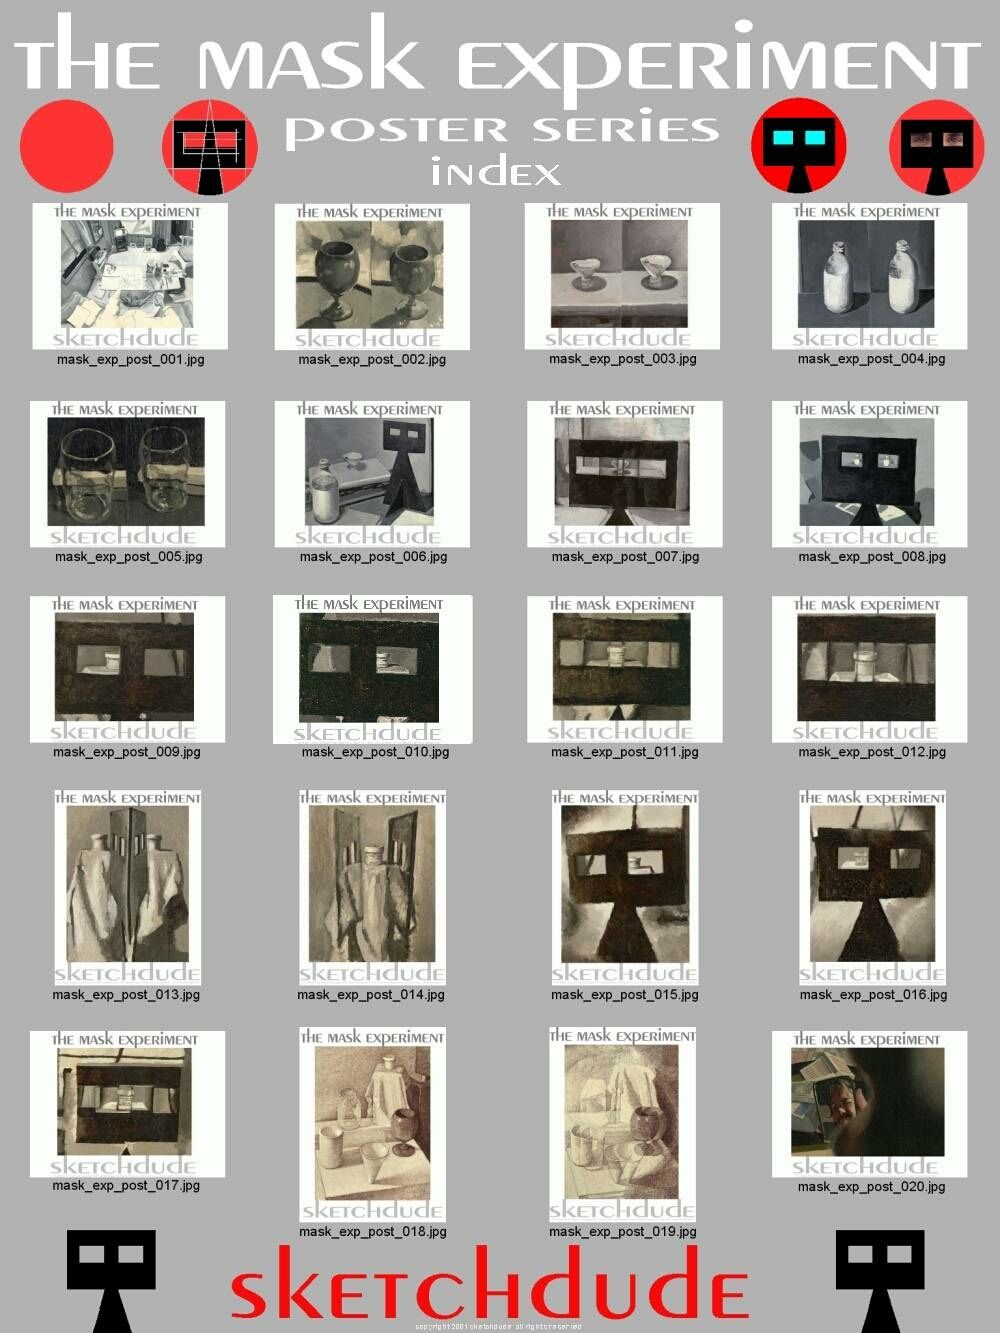 THE MASK EXPERIMENT
POSTER SERIES
INDEX
THE MASK EXPERIMENT THE MASK EXPERIMENT THE MASK EXPERIMENT THE MASK EXPERIMENT
SKETCHDUDE SKETCHDUDE SKETCHDUDE SKETCHDUDE
mask_exp_post_001.jpg mask_exp_post_002.jpg mask_exp_post_003.jpg mask_exp_post_004.jpg
THE MASK EXPERIMENT THE MASK EXPERIMENT THE MASK EXPERIMENT THE MASK EXPERIMENT
SKETCHDUDE SKETCHDUDE SKETCHDUDE SKETCHDUDE
mask_exp_post_005.jpg mask_exp_post_006.jpg mask_exp_post_007.jpg mask_exp_post_008.jpg
THE MASK EXPERIMENT THE MASK EXPERIMENT THE MASK EXPERIMENT THE MASK EXPERIMENT
SKETCHDUDE SKETCHDUDE SKETCHDUDE SKETCHDUDE
mask_exp_post_009.jpg mask_exp_post_010.jpg mask_exp_post_011.jpg mask_exp_post_012.jpg
THE MASK EXPERIMENT THE MASK EXPERIMENT THE MASK EXPERIMENT THE MASK EXPERIMENT
SKETCHDUDE SKETCHDUDE SKETCHDUDE SKETCHDUDE
mask_exp_post_013.jpg mask_exp_post_014.jpg mask_exp_post_015.jpg mask_exp_post_016.jpg
THE MASK EXPERIMENT THE MASK EXPERIMENT THE MASK EXPERIMENT THE MASK EXPERIMENT
SKETCHDUDE SKETCHDUDE SKETCHDUDE SKETCHDUDE
mask_exp_post_017.jpg mask_exp_post_018.jpg mask_exp_post_019.jpg mask_exp_post_020.jpg
SKETCHDUDE
copyright 2001 sketchdude all rights reserved